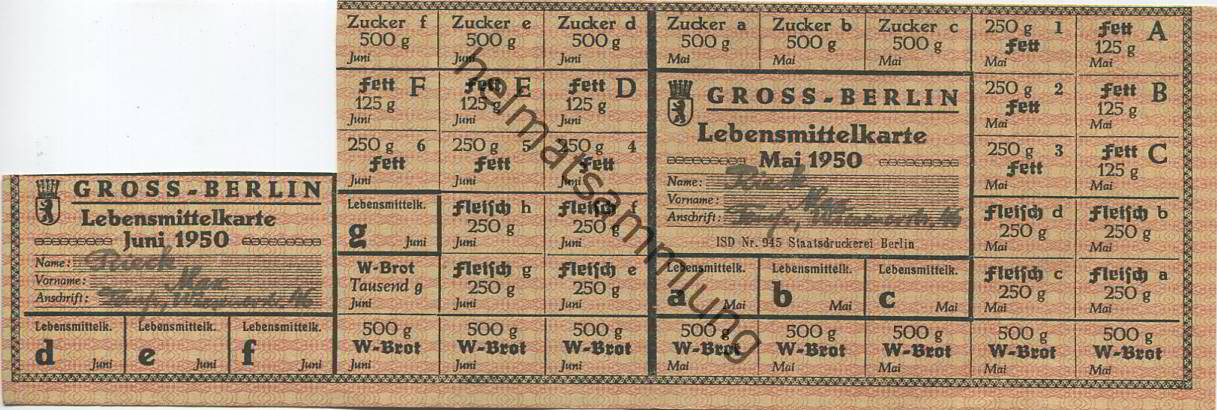 Zucker f
500 g
Juni
Zucker e
500 g
Juni
Zucker d
500 g
Juni
Fett F
125 g
Juni
Fett E
125 g
Juni
Fett D
125 g
Juni
250 g 6
Fett
Juni
250 g 5
Fett
Juni
250 g 4
Fett
Juni
GROSS-BERLIN
Lebensmittelkarte
Juni 1950
Name: Rieck
Vorname: Max
Anschrift:
Lebensmittelk.
d Juni
Lebensmittelk.
e Juni
Lebensmittelk.
f Juni
Lebensmittelk.
g Juni
Fleisch h
250 g
Juni
Fleisch f
250 g
Juni
W-Brot
Tausend g
Juni
Fleisch g
250 g
Juni
Fleisch e
250 g
Juni
500 g
W-Brot
Juni
500 g
W-Brot
Juni
500 g
W-Brot
Juni
Zucker a
500 g
Mai
Zucker b
500 g
Mai
Zucker c
500 g
Mai
250 g 1
Fett
Mai
Fett A
125 g
Mai
GROSS-BERLIN
Lebensmittelkarte
Mai 1950
Name: Rieck
Vorname: Max
Anschrift:
ISD Nr. 945 Staatsdruckerei Berlin
250 g 2
Fett
Mai
Fett B
125 g
Mai
250 g 3
Fett
Mai
Fett C
125 g
Mai
Fleisch d
250 g
Mai
Fleisch b
250 g
Mai
Lebensmittelk.
a Mai
Lebensmittelk.
b Mai
Lebensmittelk.
c Mai
Fleisch c
250 g
Mai
Fleisch a
250 g
Mai
500 g
W-Brot
Mai
500 g
W-Brot
Mai
500 g
W-Brot
Mai
500 g
W-Brot
Mai
500 g
W-Brot
Mai
heimatsammlung